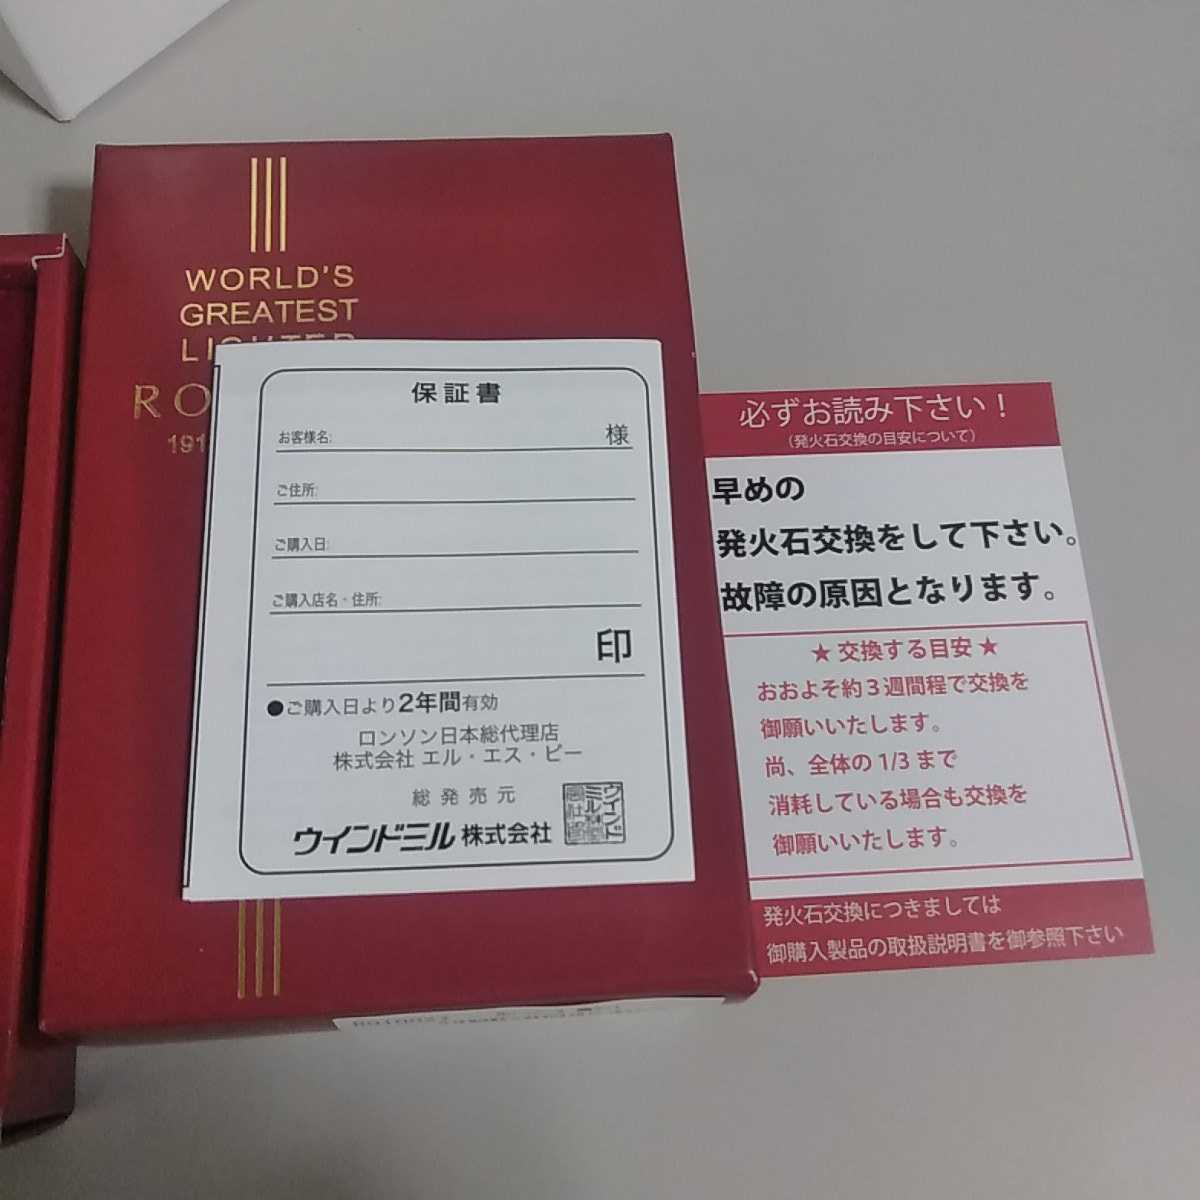 WORLD'S
GREATEST
RO
191
保証書
お客様名: 様
ご住所:
ご購入日:
ご購入店名・住所:
印
●ご購入日より2年間有効
ロンソン日本総代理店
株式会社 エル・エス・ピー
総発売元
ウインドミル株式会社
必ずお読み下さい！
（発火石交換の目安について）
早めの
発火石交換をして下さい。
故障の原因となります。
★ 交換する目安 ★
おおよそ約3週間程で交換を
御願いいたします。
尚、全体の 1/3 まで
消耗している場合も交換を
御願いいたします。
発火石交換につきましては
御購入製品の取扱説明書を御参照下さい